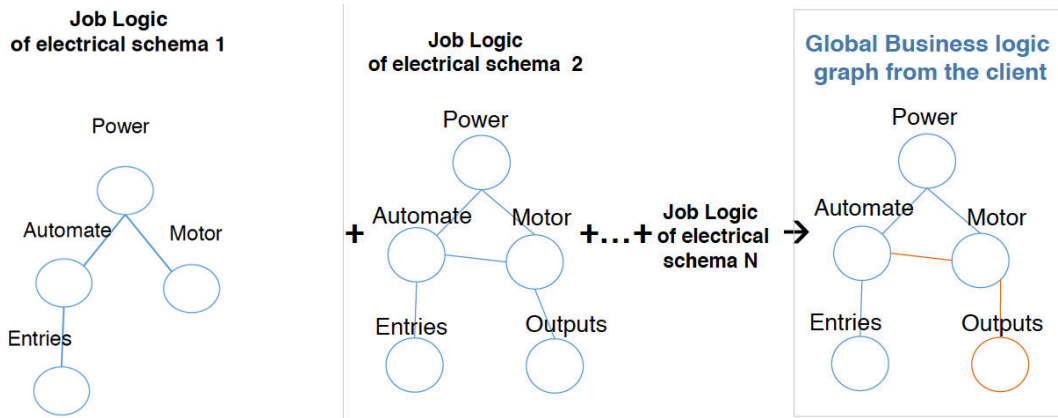 Job Logic
of electrical schema 1
Power
Automate
Motor
Entries
Job Logic
of electrical schema 2
Power
Automate
Motor
Entries
Outputs
+
+...+
Job Logic
of electrical
schema N
→
Global Business logic
graph from the client
Power
Automate
Motor
Entries
Outputs